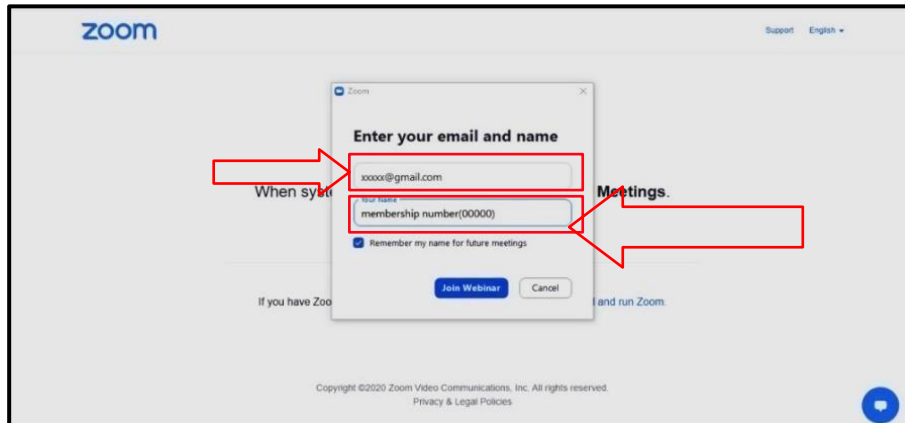 zoom
Support English
Zoom
Enter your email and name
xxxxx@gmail.com
When syste Meetings.
Your Name
membership number(00000)
Remember my name for future meetings
Join Webinar Cancel
If you have Zoo and run Zoom.
Copyright ©2020 Zoom Video Communications, Inc. All rights reserved.
Privacy & Legal Policies